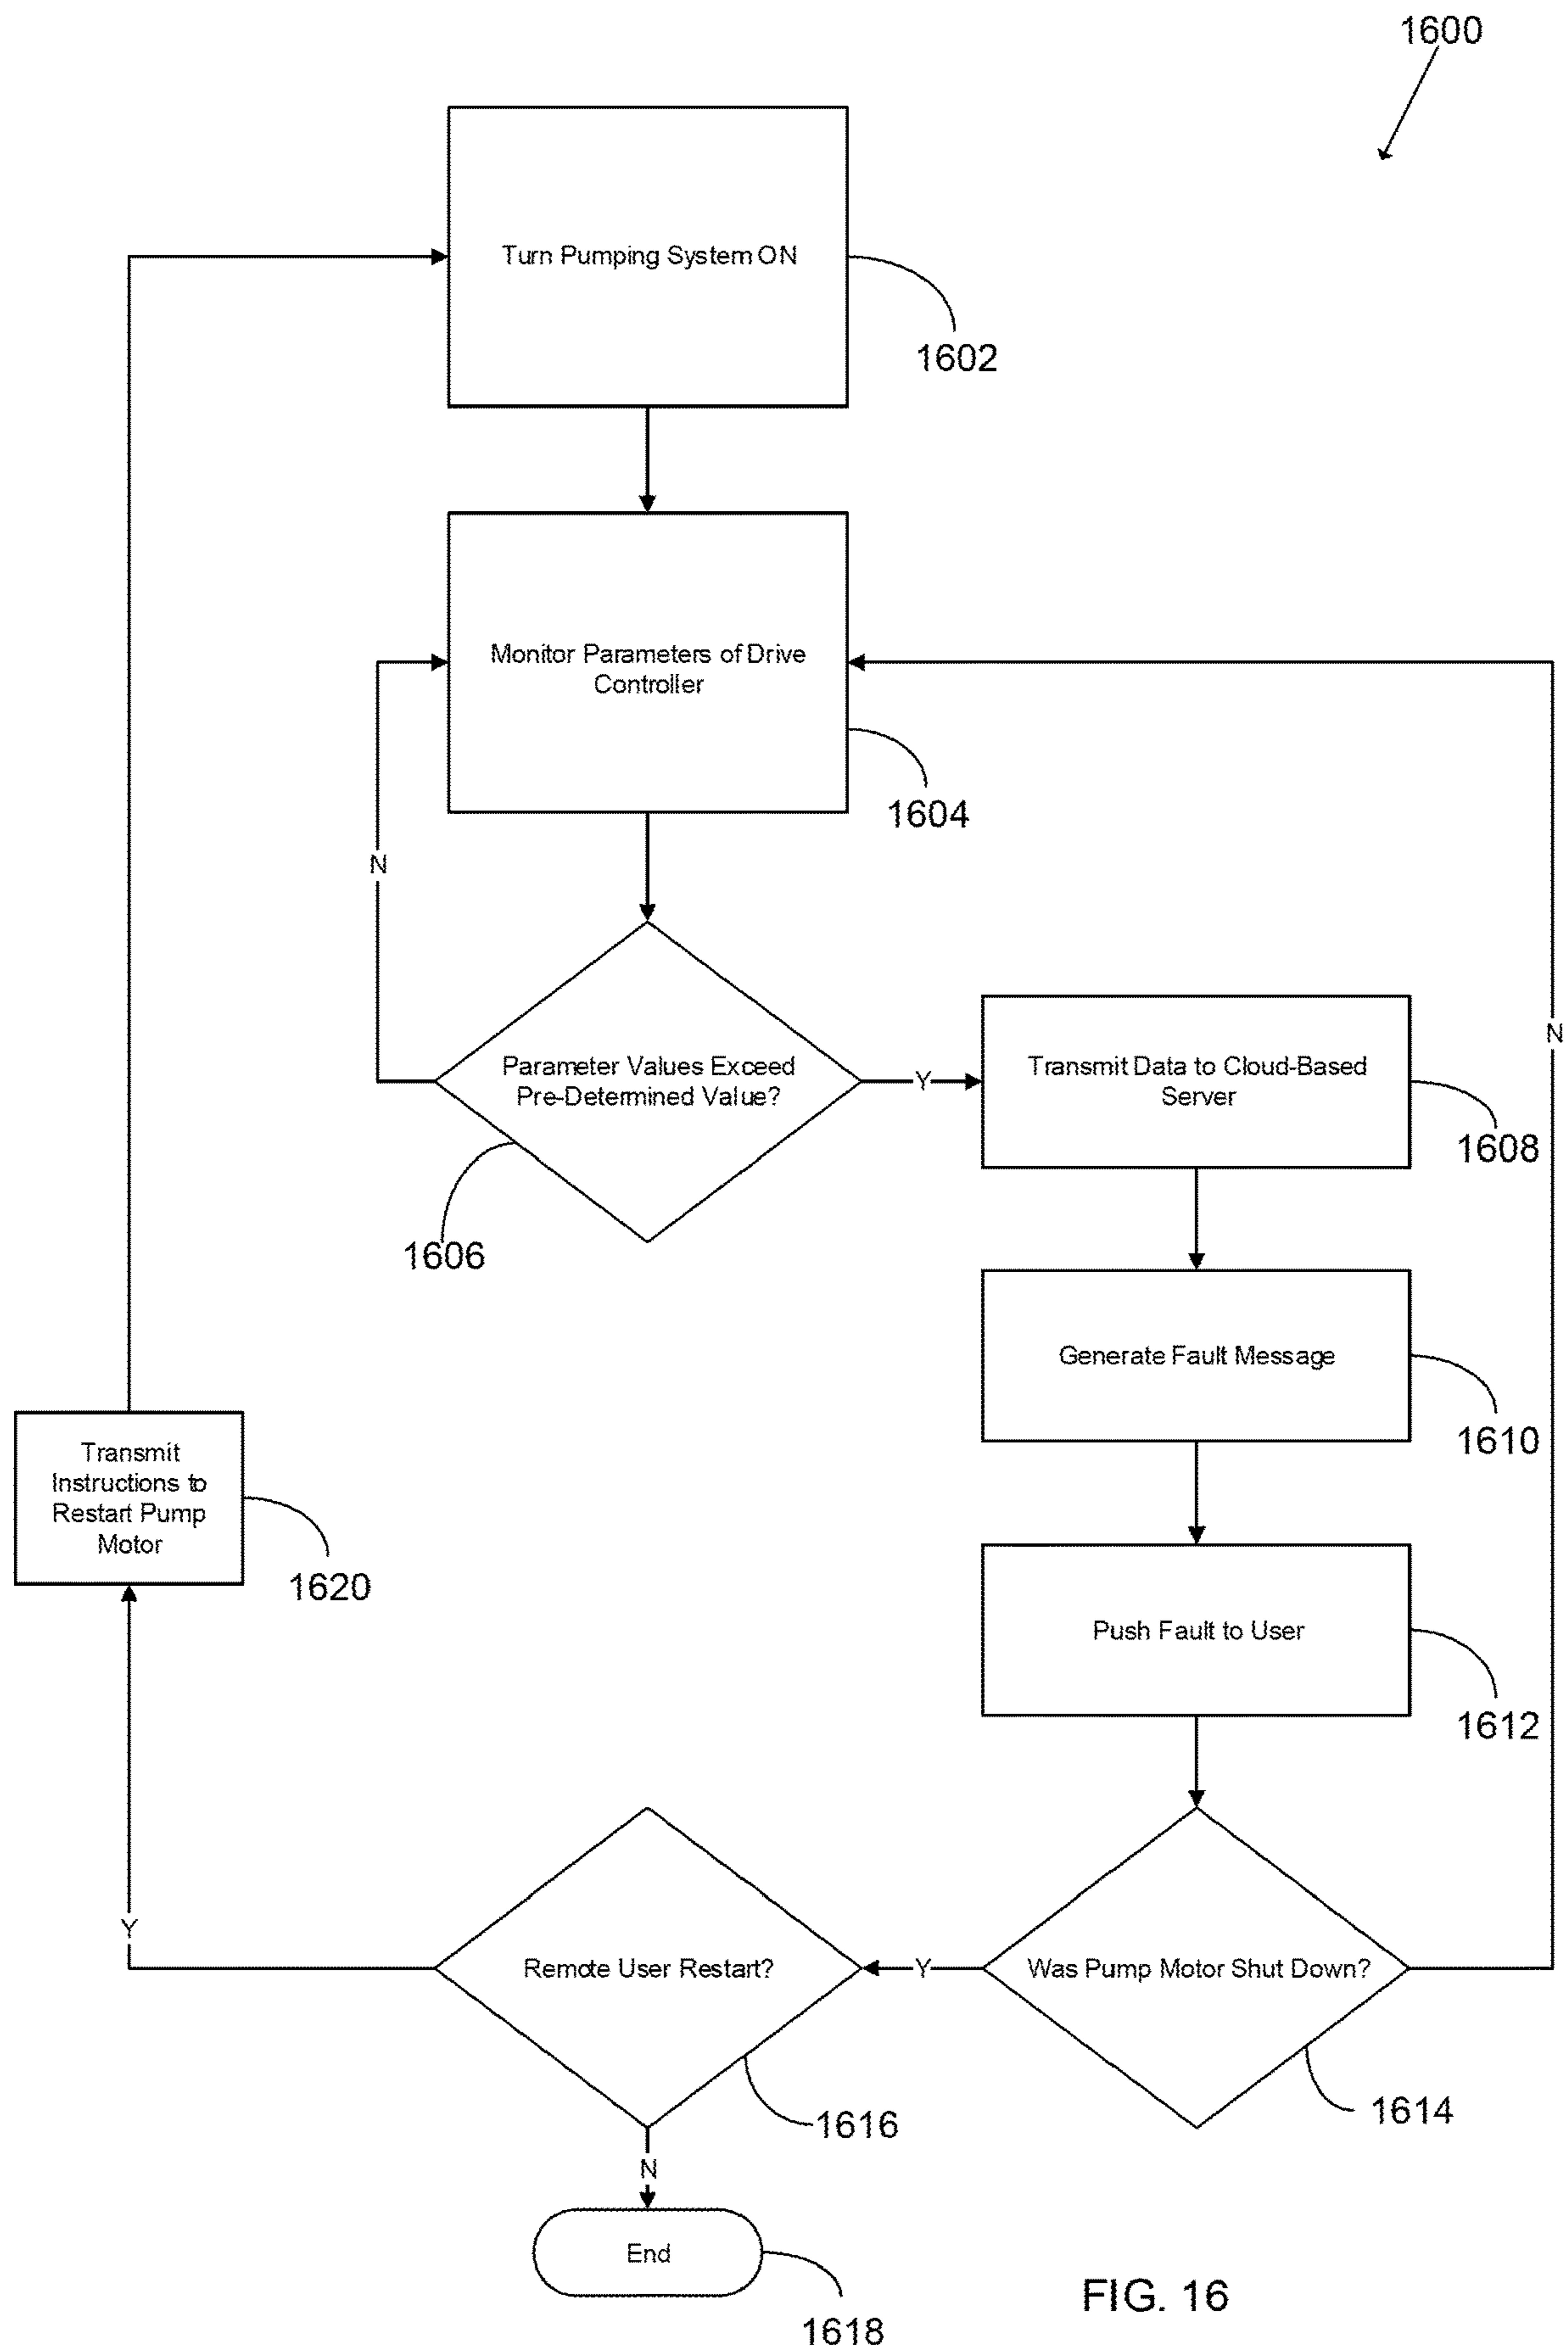 1600
Turn Pumping System ON
1602
Monitor Parameters of Drive
Controller
1604
N
N
Parameter Values Exceed
Pre-Determined Value?
Y
Transmit Data to Cloud-Based
Server
1608
1606
Generate Fault Message
1610
Transmit
Instructions to
Restart Pump
Motor
1620
Push Fault to User
1612
Y
Remote User Restart?
Y
Was Pump Motor Shut Down?
1616
1614
N
End
1618
FIG. 16